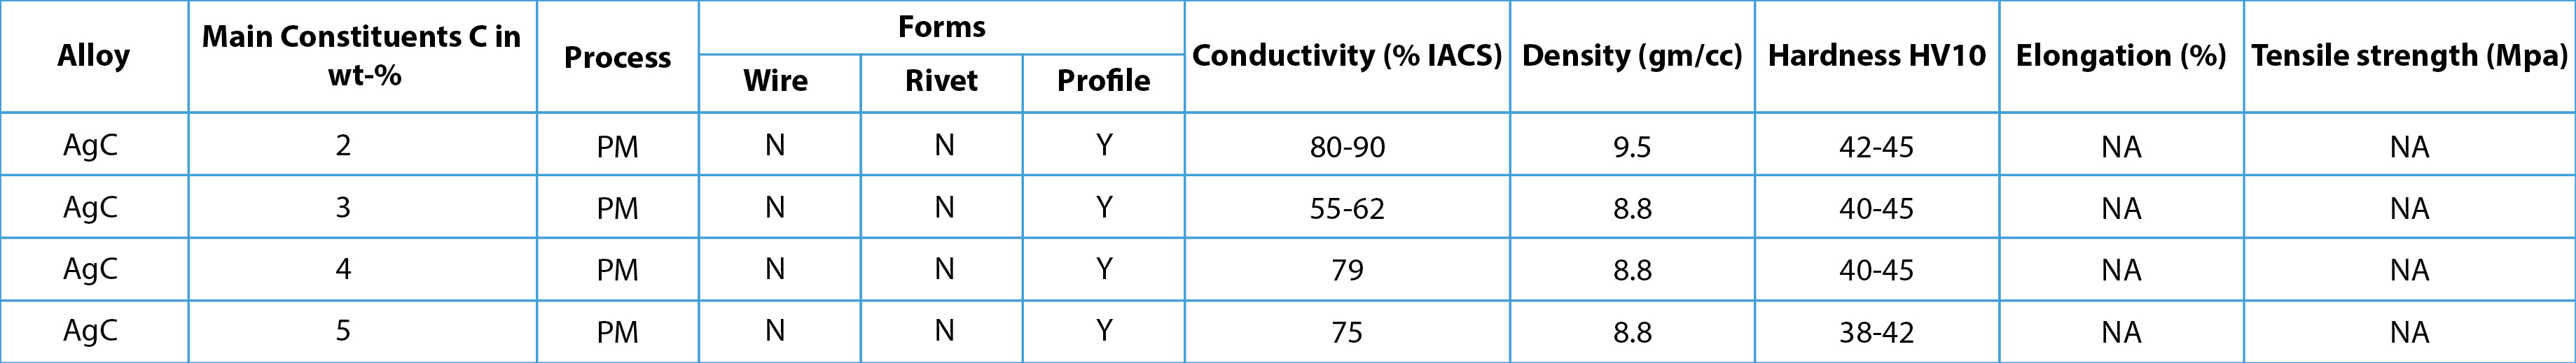 Alloy Main Constituents C in wt-% Process Forms Conductivity (% IACS) Density (gm/cc) Hardness HV10 Elongation (%) Tensile strength (Mpa)
Wire Rivet Profile
AgC 2 PM N N Y 80-90 9.5 42-45 NA NA
AgC 3 PM N N Y 55-62 8.8 40-45 NA NA
AgC 4 PM N N Y 79 8.8 40-45 NA NA
AgC 5 PM N N Y 75 8.8 38-42 NA NA